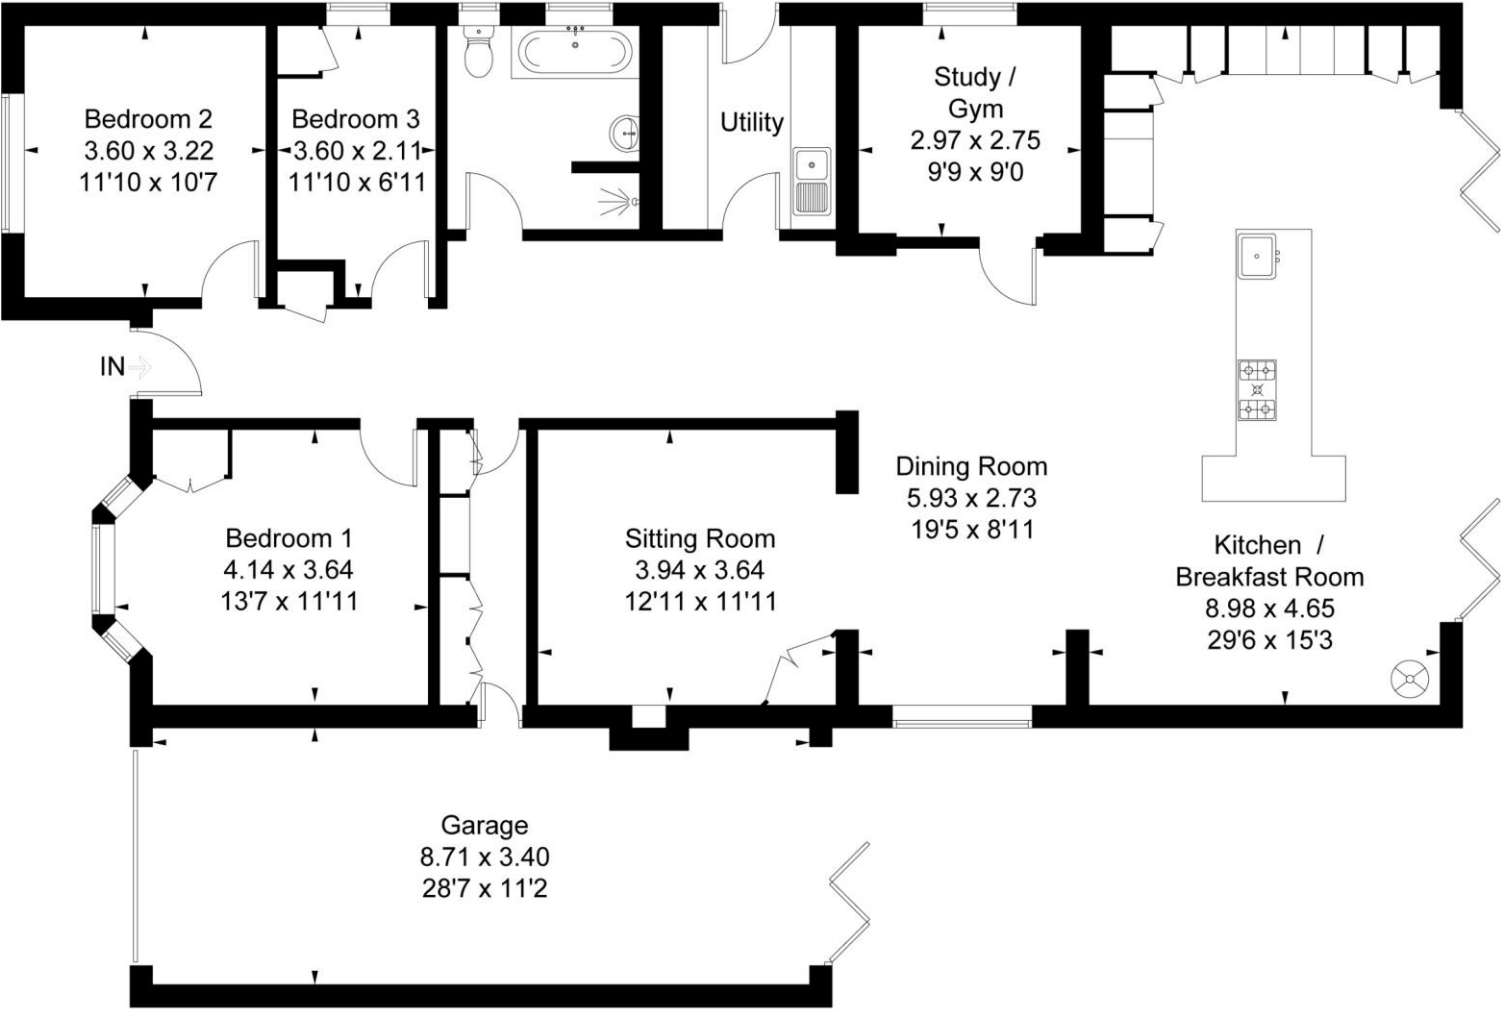 Bedroom 2
3.60 x 3.22
11'10 x 10'7
Bedroom 3
3.60 x 2.11
11'10 x 6'11
Utility
Study /
Gym
2.97 x 2.75
9'9 x 9'0
IN
Bedroom 1
4.14 x 3.64
13'7 x 11'11
Sitting Room
3.94 x 3.64
12'11 x 11'11
Dining Room
5.93 x 2.73
19'5 x 8'11
Kitchen /
Breakfast Room
8.98 x 4.65
29'6 x 15'3
Garage
8.71 x 3.40
28'7 x 11'2